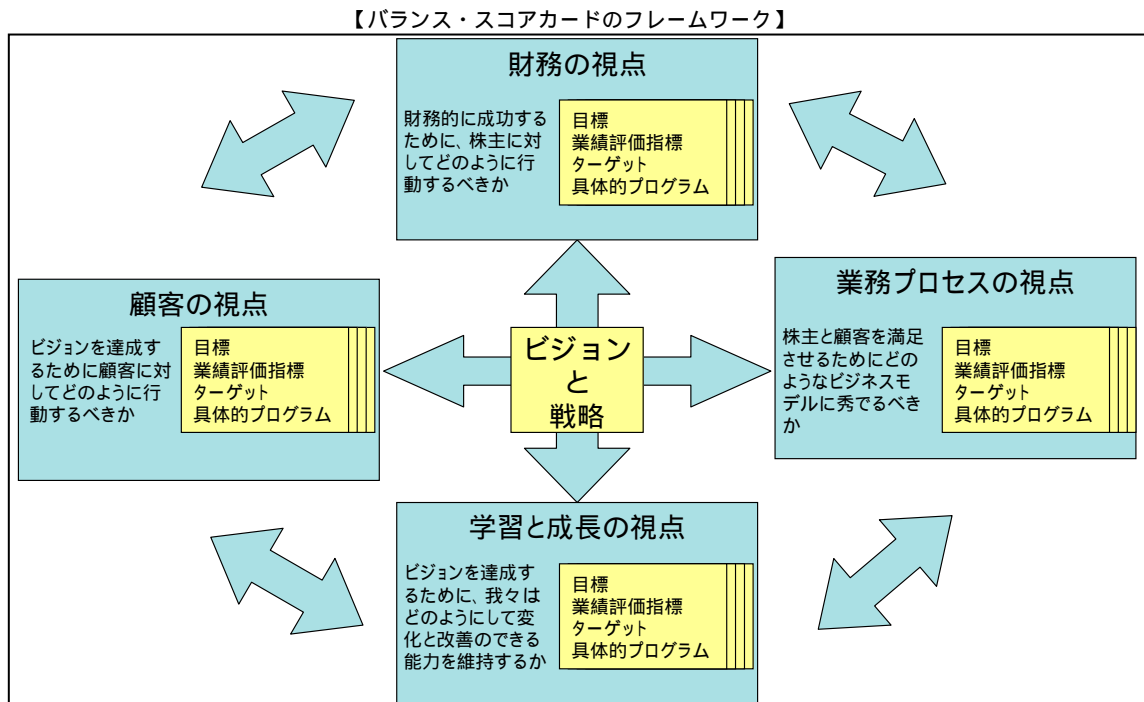 【バランス・スコアカードのフレームワーク】
財務の視点
財務的に成功する
ために、株主に対
してどのように行
動するべきか
目標
業績評価指標
ターゲット
具体的プログラム
顧客の視点
ビジョンを達成す
るために顧客に対
してどのように行
動するべきか
目標
業績評価指標
ターゲット
具体的プログラム
ビジョン
と
戦略
業務プロセスの視点
株主と顧客を満足
させるためにどの
ようなビジネスモ
デルに秀でるべき
か
目標
業績評価指標
ターゲット
具体的プログラム
学習と成長の視点
ビジョンを達成す
るために、我々は
どのようにして変
化と改善のできる
能力を維持するか
目標
業績評価指標
ターゲット
具体的プログラム